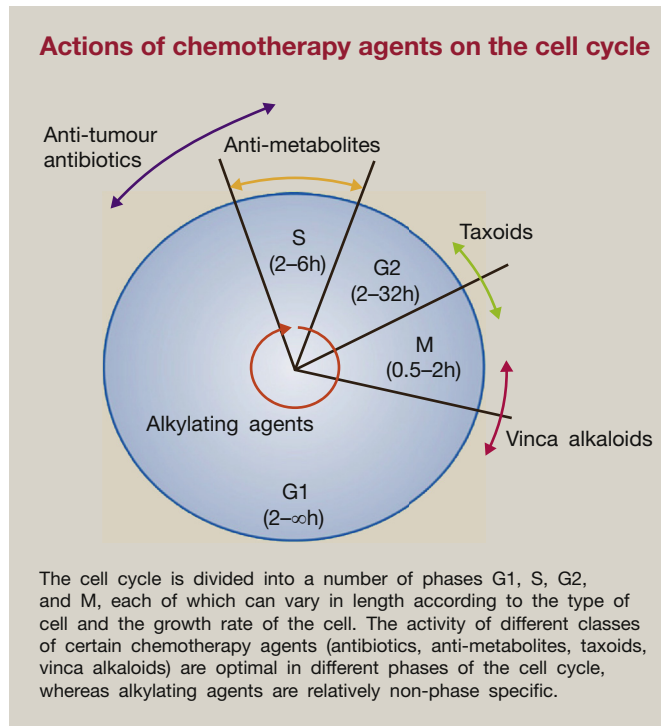 Actions of chemotherapy agents on the cell cycle
Anti-tumour
antibiotics
Anti-metabolites
S
(2–6h)
Taxoids
G2
(2–32h)
M
(0.5–2h)
Alkylating agents
Vinca alkaloids
G1
(2–∞h)
The cell cycle is divided into a number of phases G1, S, G2,
and M, each of which can vary in length according to the type of
cell and the growth rate of the cell. The activity of different classes
of certain chemotherapy agents (antibiotics, anti-metabolites, taxoids,
vinca alkaloids) are optimal in different phases of the cell cycle,
whereas alkylating agents are relatively non-phase specific.